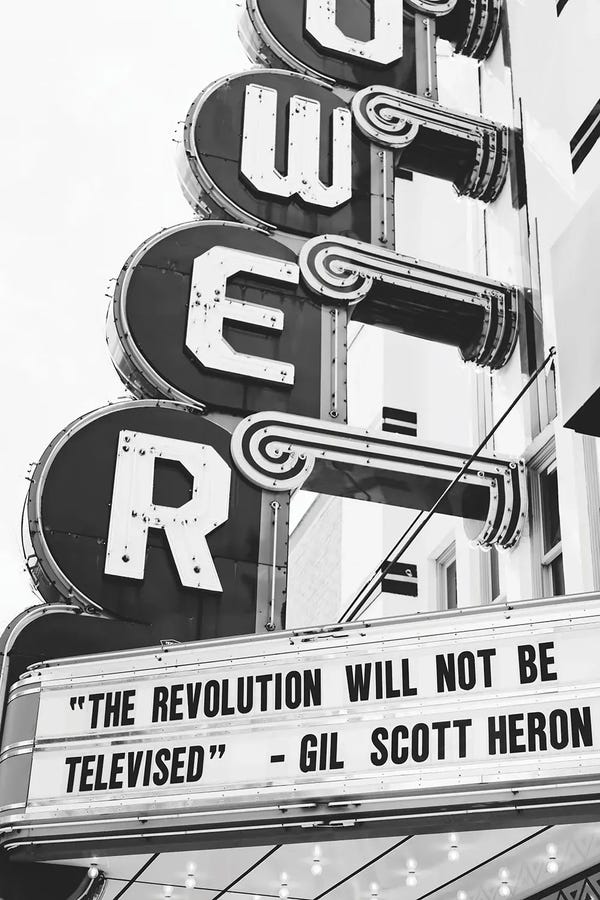 O
W
E
R
“THE REVOLUTION WILL NOT BE
TELEVISED” - GIL SCOTT HERON